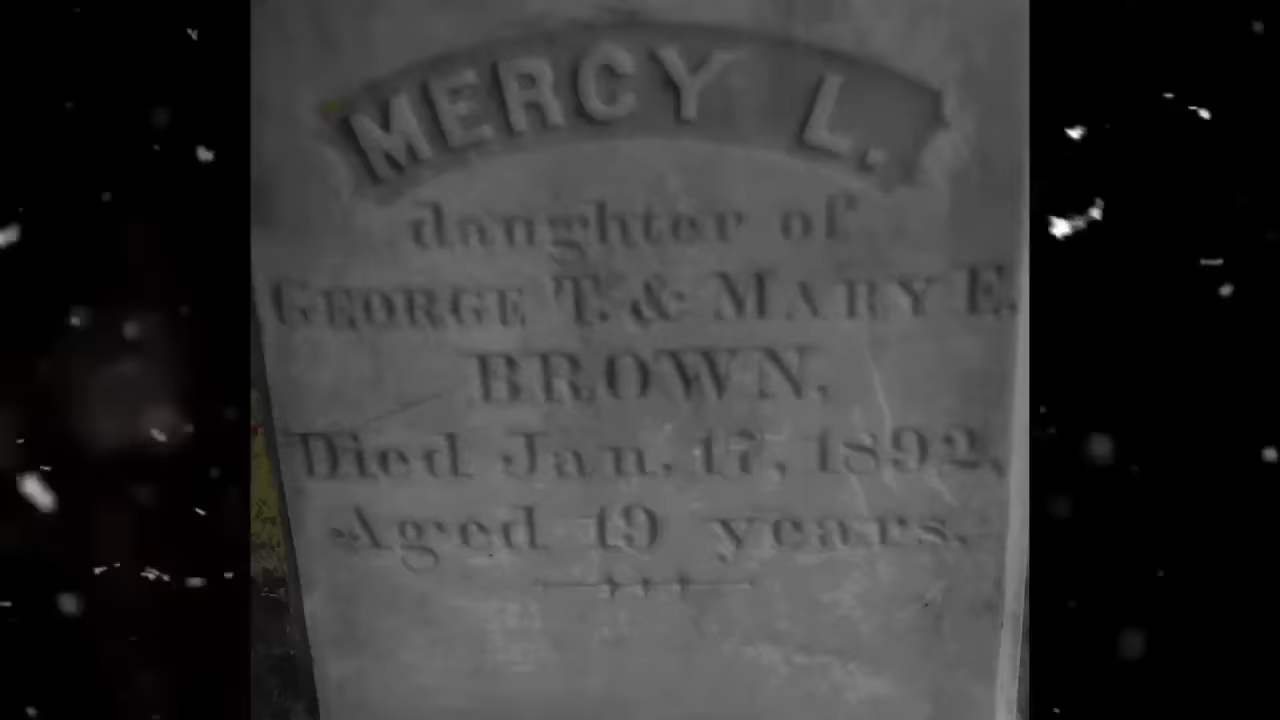 MERCY L.
daughter of
GEORGE T. & MARY E.
BROWN,
Died Jan. 17, 1892,
Aged 19 years.